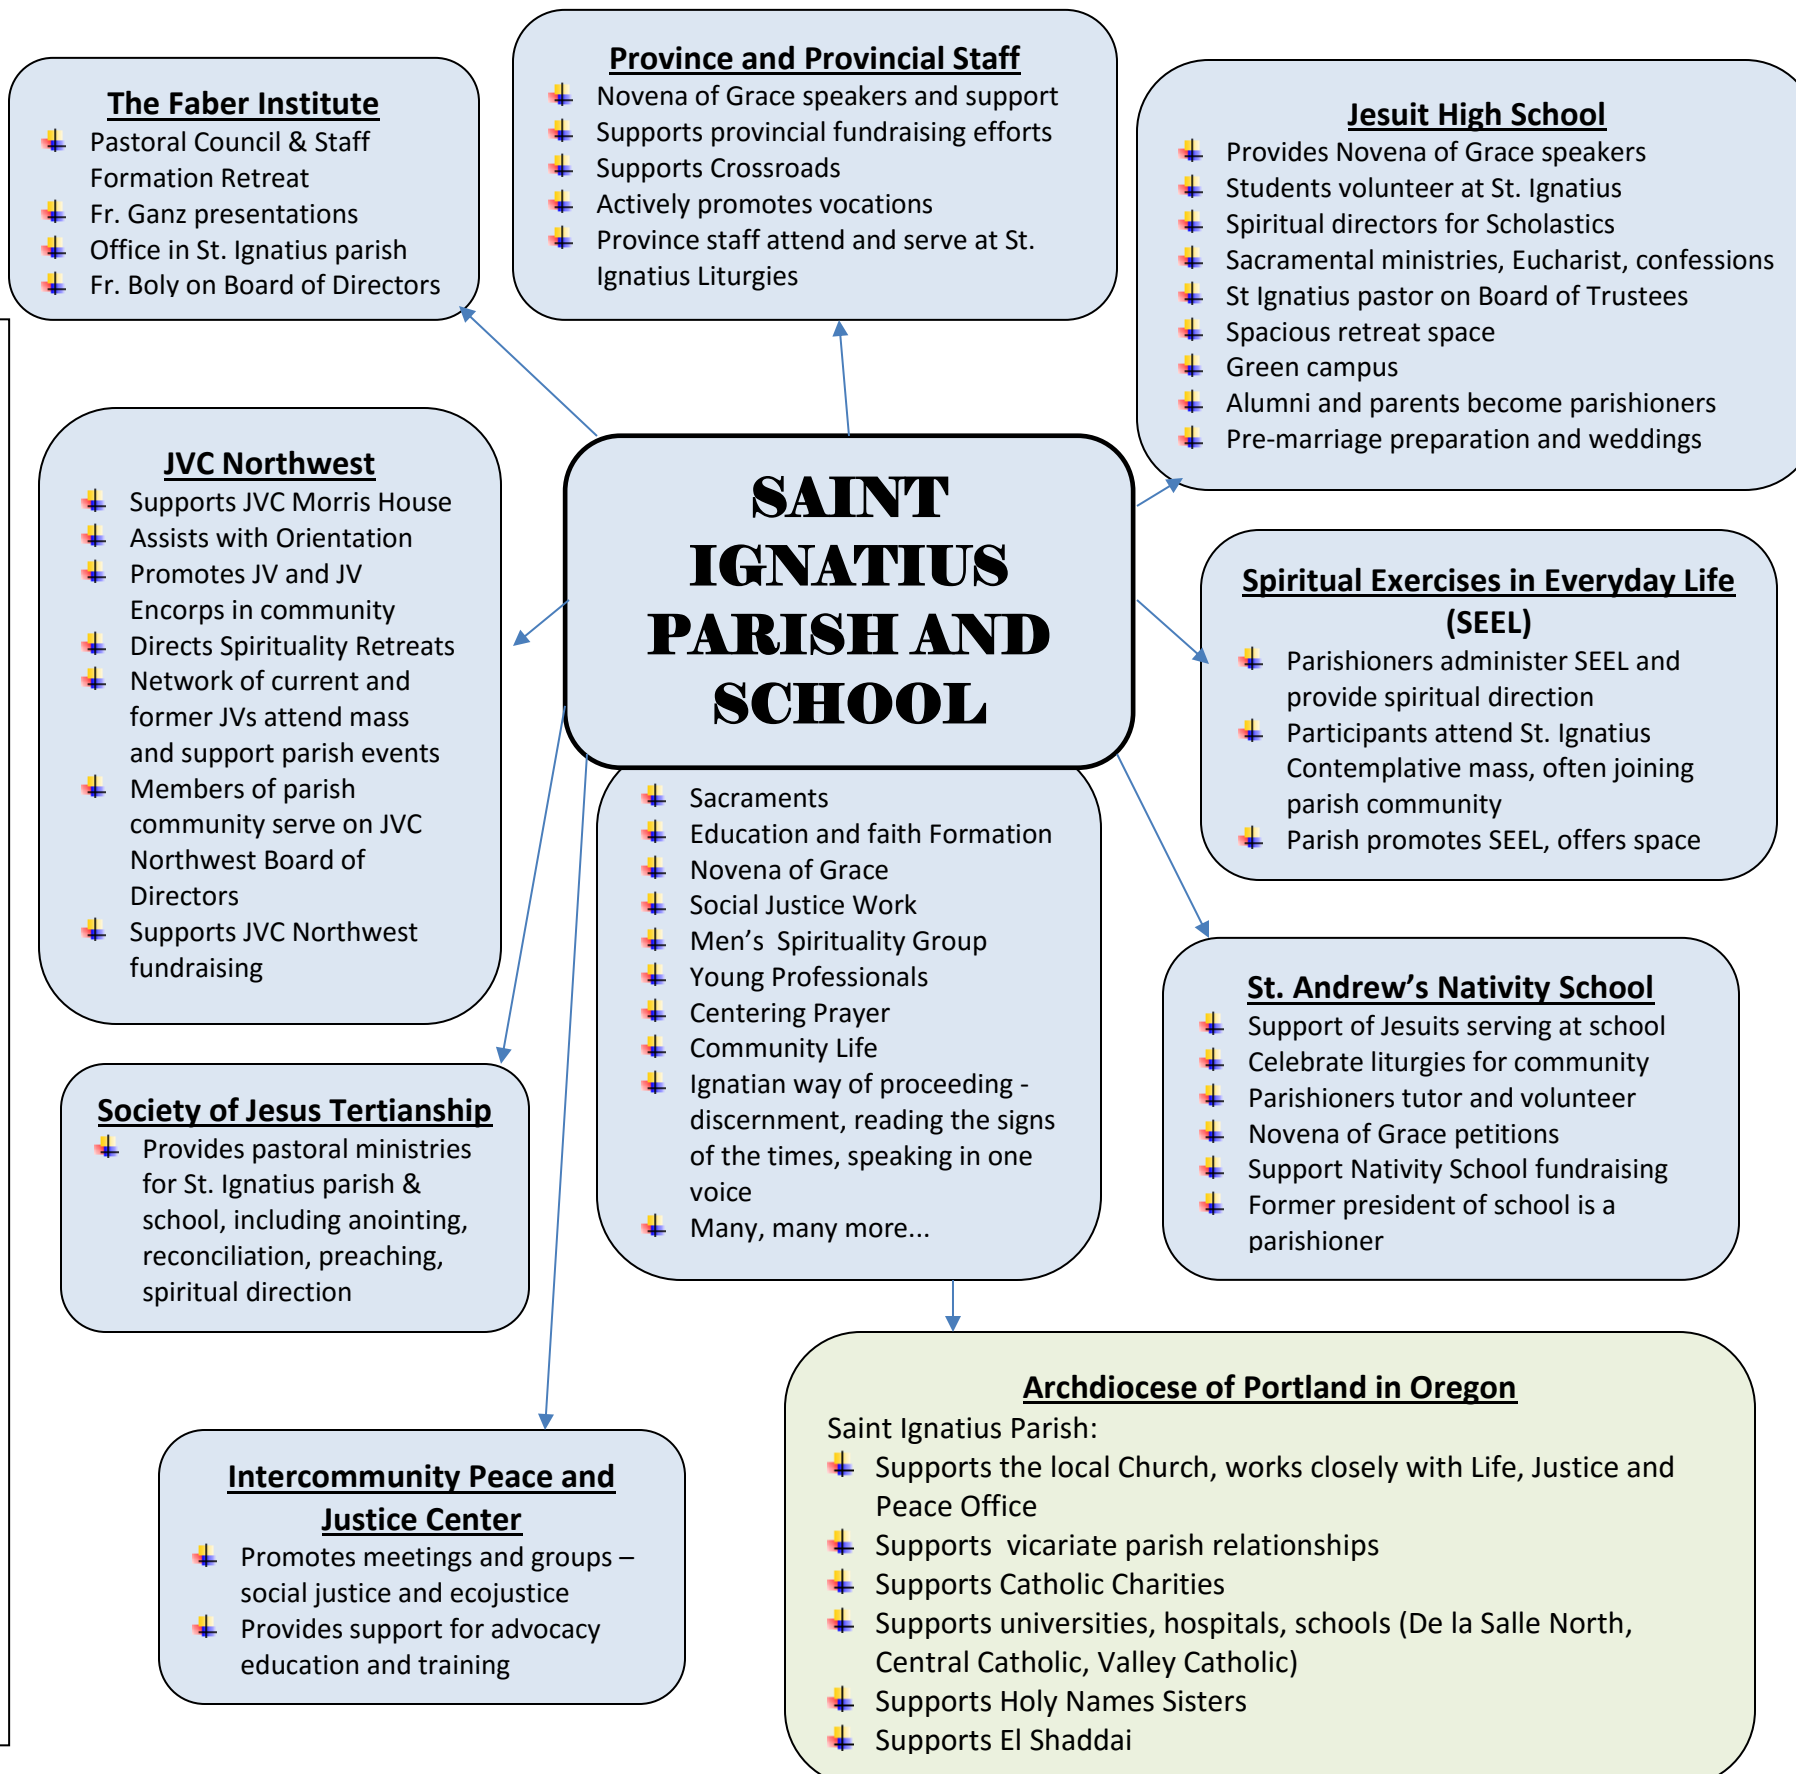 The Faber Institute
Pastoral Council & Staff
Formation Retreat
Fr. Ganz presentations
Office in St. Ignatius parish
Fr. Boly on Board of Directors
Province and Provincial Staff
Novena of Grace speakers and support
Supports provincial fundraising efforts
Supports Crossroads
Actively promotes vocations
Province staff attend and serve at St.
Ignatius Liturgies
Jesuit High School
Provides Novena of Grace speakers
Students volunteer at St. Ignatius
Spiritual directors for Scholastics
Sacramental ministries, Eucharist, confessions
St Ignatius pastor on Board of Trustees
Spacious retreat space
Green campus
Alumni and parents become parishioners
Pre-marriage preparation and weddings
JVC Northwest
Supports JVC Morris House
Assists with Orientation
Promotes JV and JV
Encorps in community
Directs Spirituality Retreats
Network of current and
former JVs attend mass
and support parish events
Members of parish
community serve on JVC
Northwest Board of
Directors
Supports JVC Northwest
fundraising
SAINT
IGNATIUS
PARISH AND
SCHOOL
Sacraments
Education and faith Formation
Novena of Grace
Social Justice Work
Men’s  Spirituality Group
Young Professionals
Centering Prayer
Community Life
Ignatian way of proceeding -
discernment, reading the signs
of the times, speaking in one
voice
Many, many more...
Spiritual Exercises in Everyday Life
(SEEL)
Parishioners administer SEEL and
provide spiritual direction
Participants attend St. Ignatius
Contemplative mass, often joining
parish community
Parish promotes SEEL, offers space
St. Andrew’s Nativity School
Support of Jesuits serving at school
Celebrate liturgies for community
Parishioners tutor and volunteer
Novena of Grace petitions
Support Nativity School fundraising
Former president of school is a
parishioner
Society of Jesus Tertianship
Provides pastoral ministries
for St. Ignatius parish &
school, including anointing,
reconciliation, preaching,
spiritual direction
Intercommunity Peace and
Justice Center
Promotes meetings and groups –
social justice and ecojustice
Provides support for advocacy
education and training
Archdiocese of Portland in Oregon
Saint Ignatius Parish:
Supports the local Church, works closely with Life, Justice and
Peace Office
Supports  vicariate parish relationships
Supports Catholic Charities
Supports universities, hospitals, schools (De la Salle North,
Central Catholic, Valley Catholic)
Supports Holy Names Sisters
Supports El Shaddai